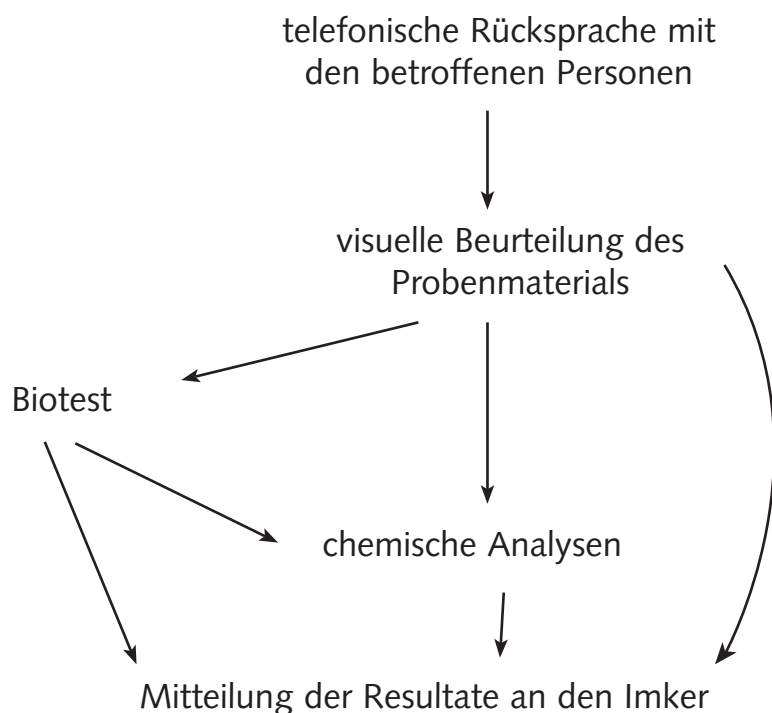 telefonische Rücksprache mit
den betroffenen Personen
visuelle Beurteilung des
Probenmaterials
Biotest
chemische Analysen
Mitteilung der Resultate an den Imker